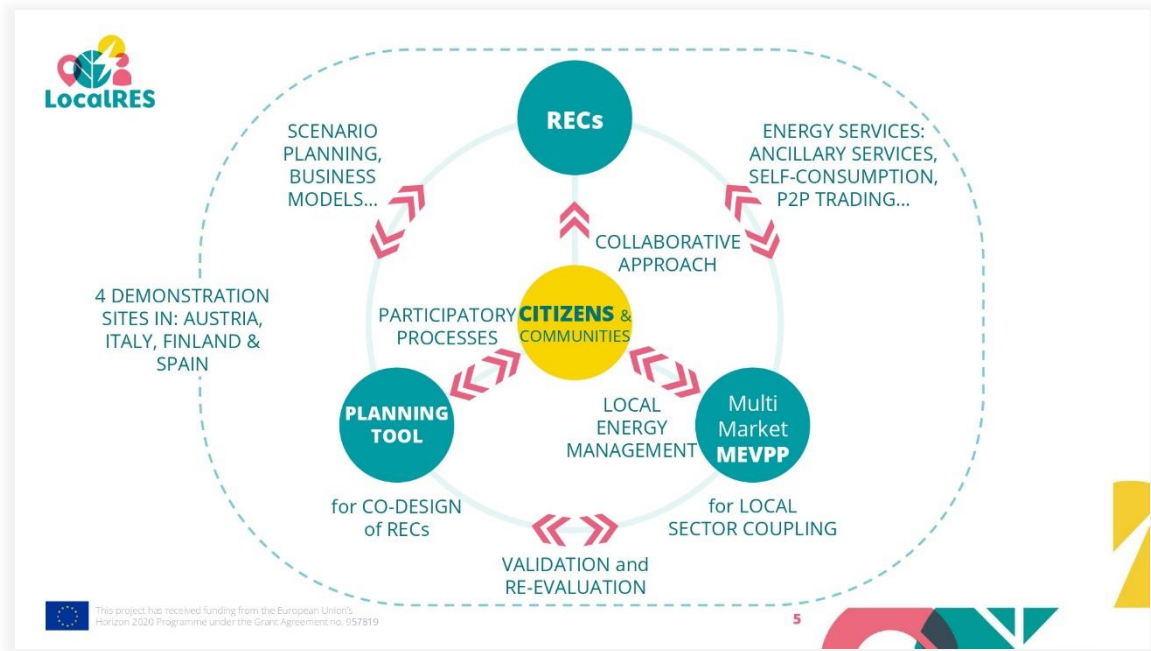 LocalRES
RECs
SCENARIO
PLANNING,
BUSINESS
MODELS...
ENERGY SERVICES:
ANCILLARY SERVICES,
SELF-CONSUMPTION,
P2P TRADING...
COLLABORATIVE
APPROACH
4 DEMONSTRATION
SITES IN: AUSTRIA,
ITALY, FINLAND &
SPAIN
PARTICIPATORY
PROCESSES
CITIZENS &
COMMUNITIES
PLANNING
TOOL
LOCAL
ENERGY
MANAGEMENT
Multi
Market
MEVPP
for CO-DESIGN
of RECs
for LOCAL
SECTOR COUPLING
VALIDATION and
RE-EVALUATION
This project has received funding from the European Union's
Horizon 2020 Programme under the Grant Agreement no. 957819
5